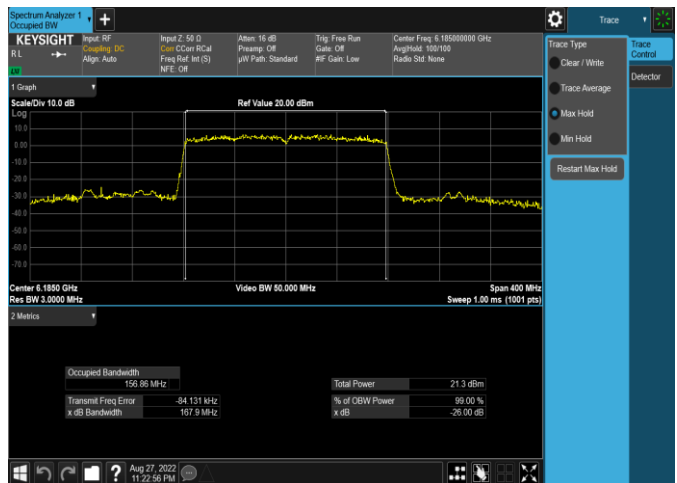 Spectrum Analyzer 1
Occupied BW
Trace
KEYSIGHT
RL
Input: RF
Coupling: DC
Align: Auto
Input Z: 50 Ω
Corr CCorr RCal
Freq Ref: Int (S)
NFE: Off
Atten: 16 dB
Preamp: Off
µW Path: Standard
Trig: Free Run
Gate: Off
#IF Gain: Low
Center Freq: 6.185000000 GHz
Avg|Hold: 100/100
Radio Std: None
Trace Type
Clear / Write
Trace Average
Max Hold
Min Hold
Restart Max Hold
Trace Control
Detector
1 Graph
Scale/Div 10.0 dB
Ref Value 20.00 dBm
Log
10.0
0.00
-10.0
-20.0
-30.0
-40.0
-50.0
-60.0
-70.0
Center 6.1850 GHz
Video BW 50.000 MHz
Span 400 MHz
Res BW 3.0000 MHz
Sweep 1.00 ms (1001 pts)
2 Metrics
Occupied Bandwidth
156.86 MHz
Total Power 21.3 dBm
Transmit Freq Error -84.131 kHz
% of OBW Power 99.00 %
x dB Bandwidth 167.9 MHz
x dB -26.00 dB
Aug 27, 2022
11:22:56 PM